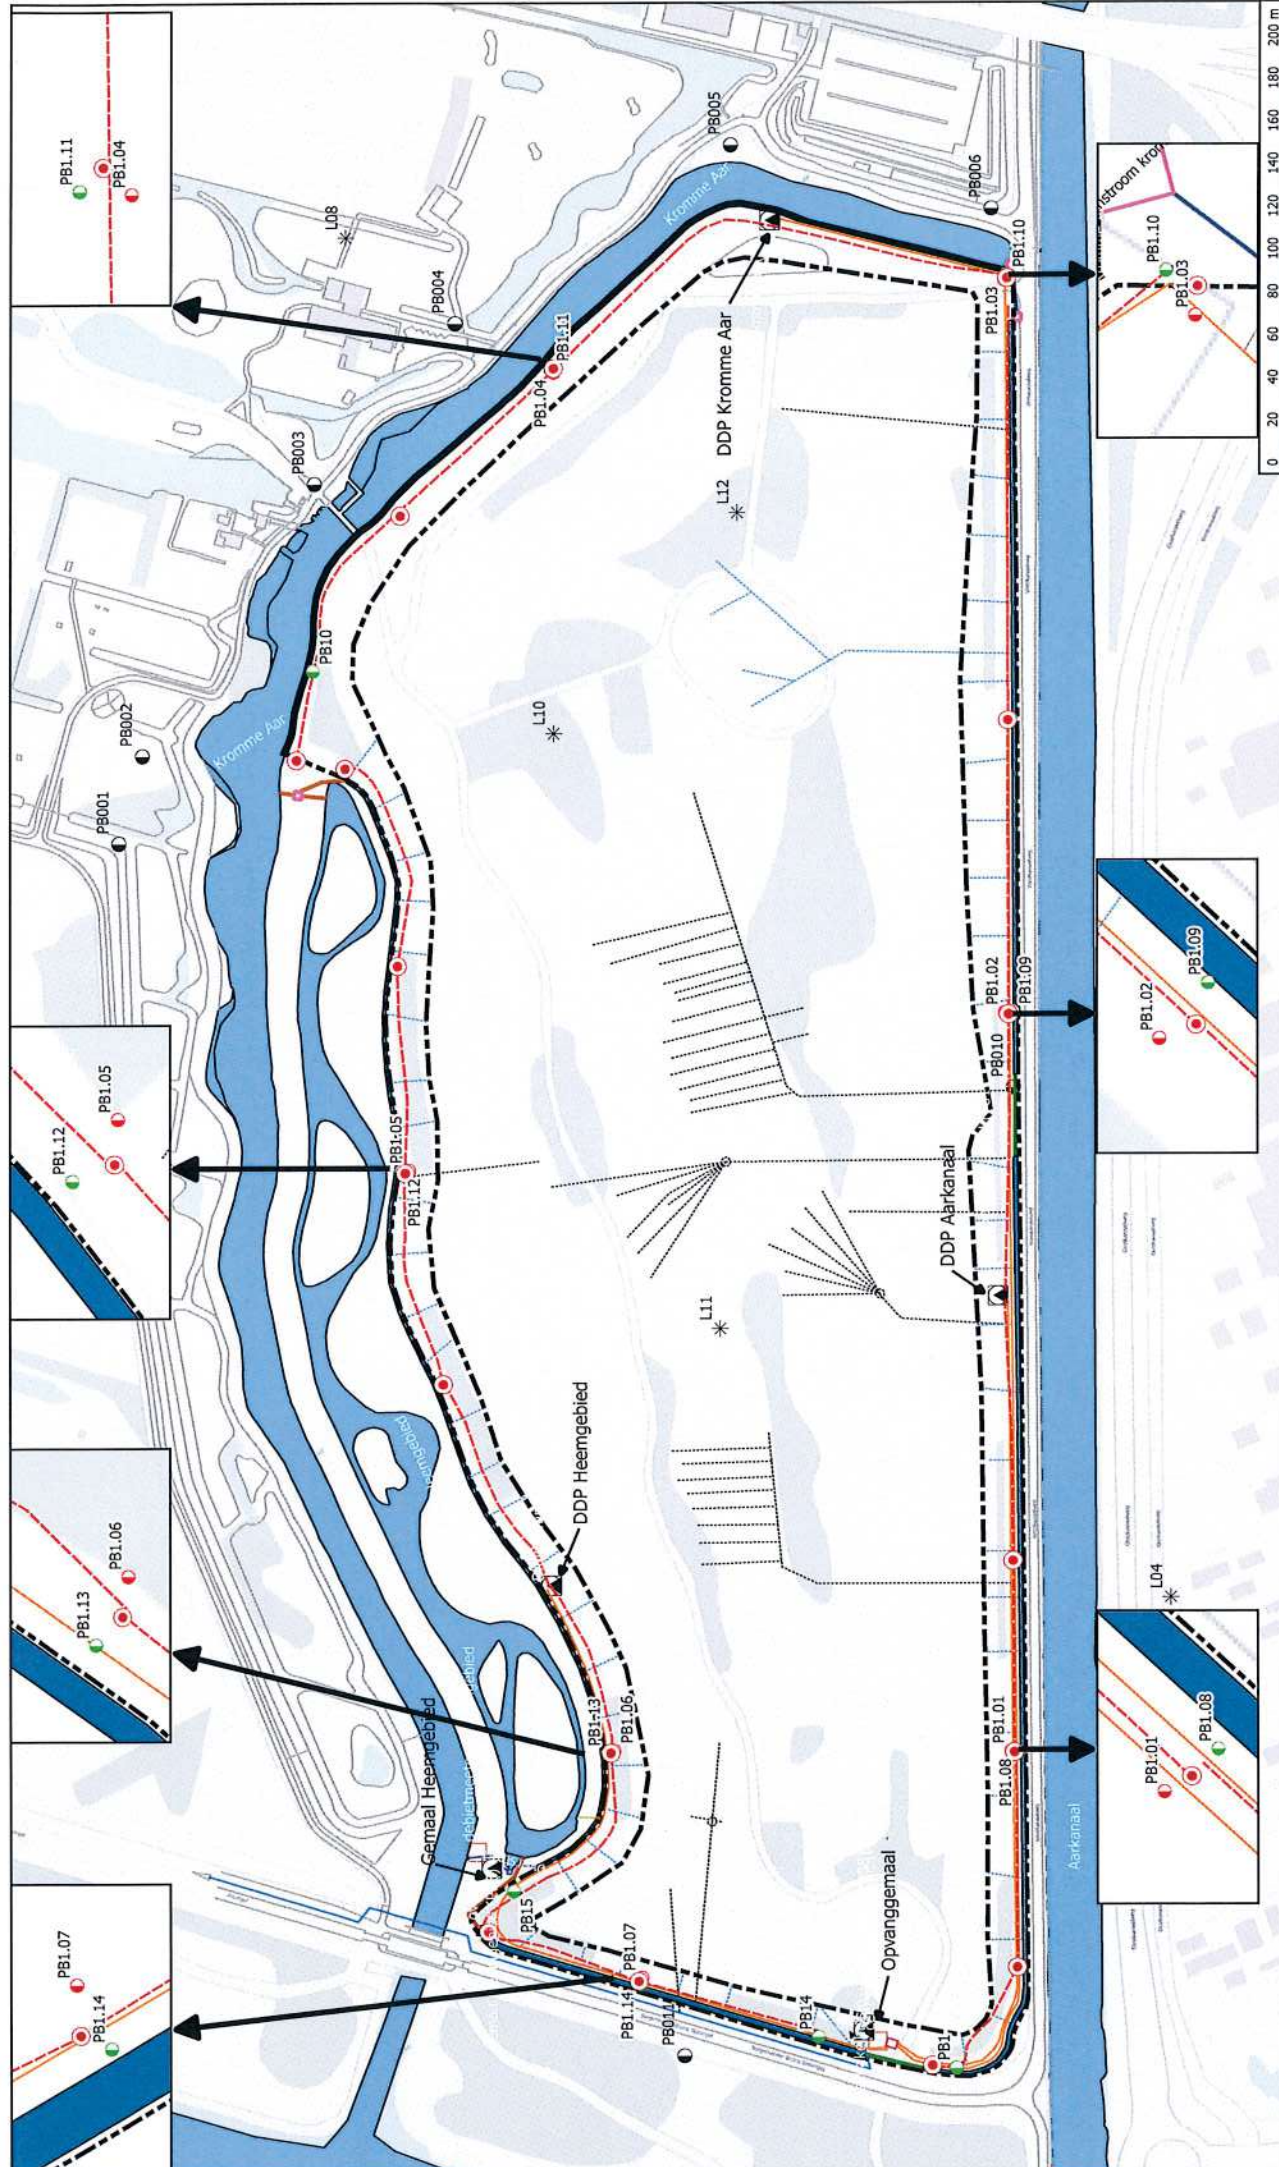 PB1.11
PB1.04
L08
PB005
PB006
Kromme Aar
PB004
PB003
PB1.04
PB1.11
DDP Kromme Aar
PB1.03
PB1.10
PB1.10
PB1.03
200 m
180
160
140
120
100
80
60
40
20
0
L12
PB10
Kromme Aar
PB002
PB001
L10
PB1.02
PB1.09
PB010
PB1.02
PB1.09
PB1.05
PB1.12
PB1.05
PB1.12
DDP Aarkanaal
L11
DDP Heemgebied
PB1.06
PB1.13
PB1.13
PB1.06
Gemaal Heemgebied
L04
PB1.01
PB1.08
PB1.01
PB1.08
Aarkanaal
PB1.07
PB1.14
PB15
PB1.07
PB1.14
PB011
PB14
Opvanggemaal
PB1